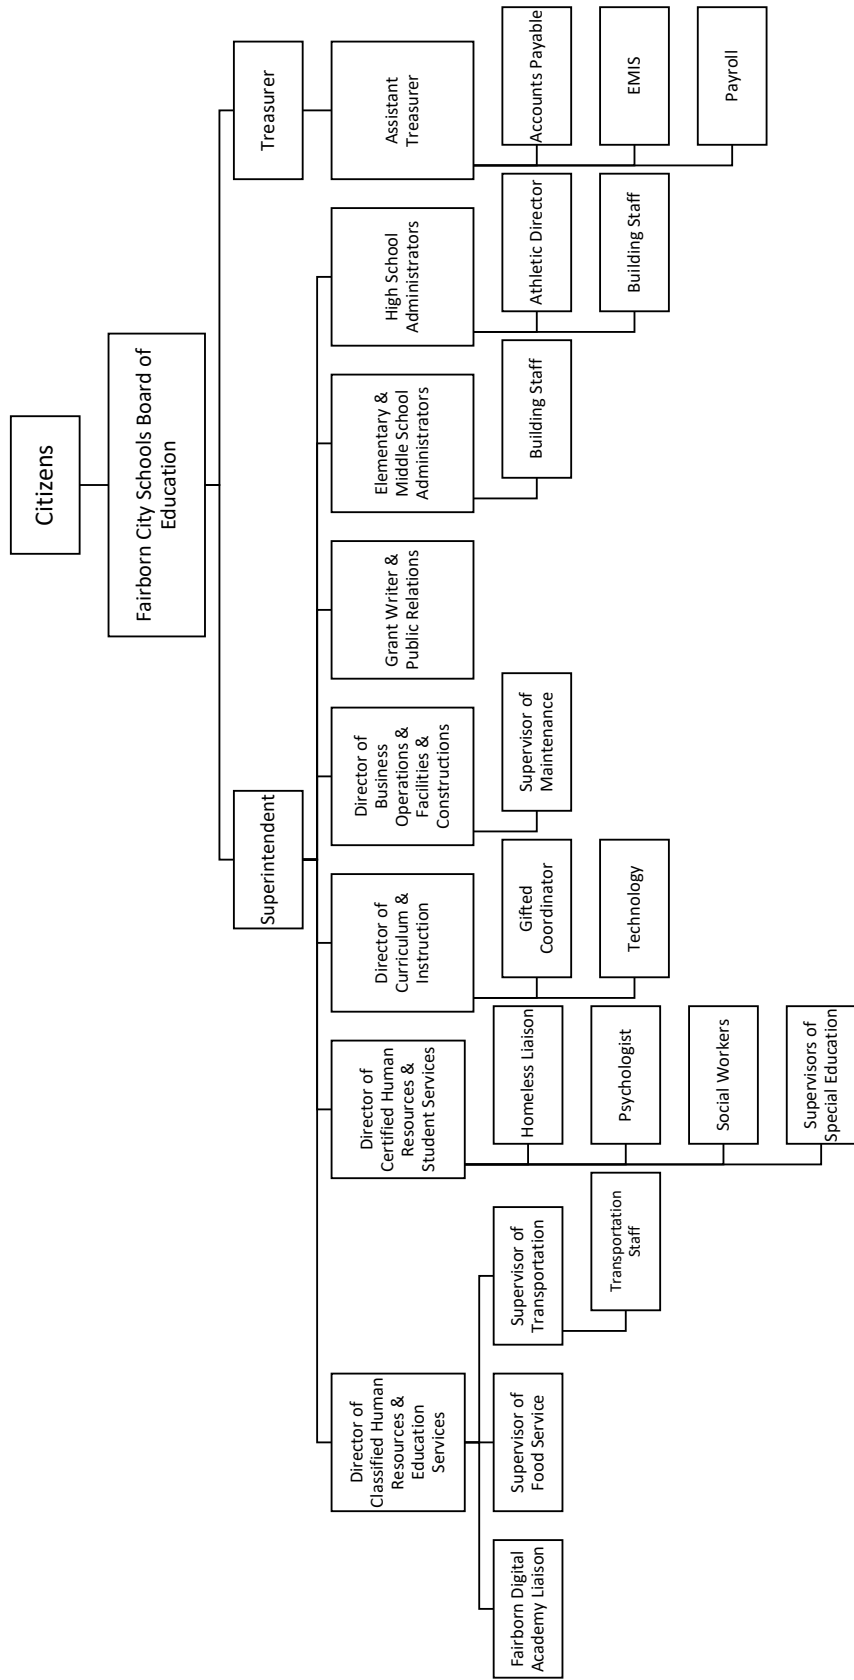 Citizens
Fairborn City Schools Board of
Education
Superintendent
Treasurer
Director of
Classified Human
Resources &
Education
Services
Director of
Certified Human
Resources &
Student Services
Director of
Curriculum &
Instruction
Director of
Business
Operations &
Facilities &
Constructions
Grant Writer &
Public Relations
Elementary &
Middle School
Administrators
High School
Administrators
Assistant
Treasurer
Fairborn Digital
Academy Liaison
Supervisor of
Food Service
Supervisor of
Transportation
Transportation
Staff
Homeless Liaison
Psychologist
Social Workers
Supervisors of
Special Education
Gifted
Coordinator
Technology
Supervisor of
Maintenance
Building Staff
Athletic Director
Building Staff
Accounts Payable
EMIS
Payroll